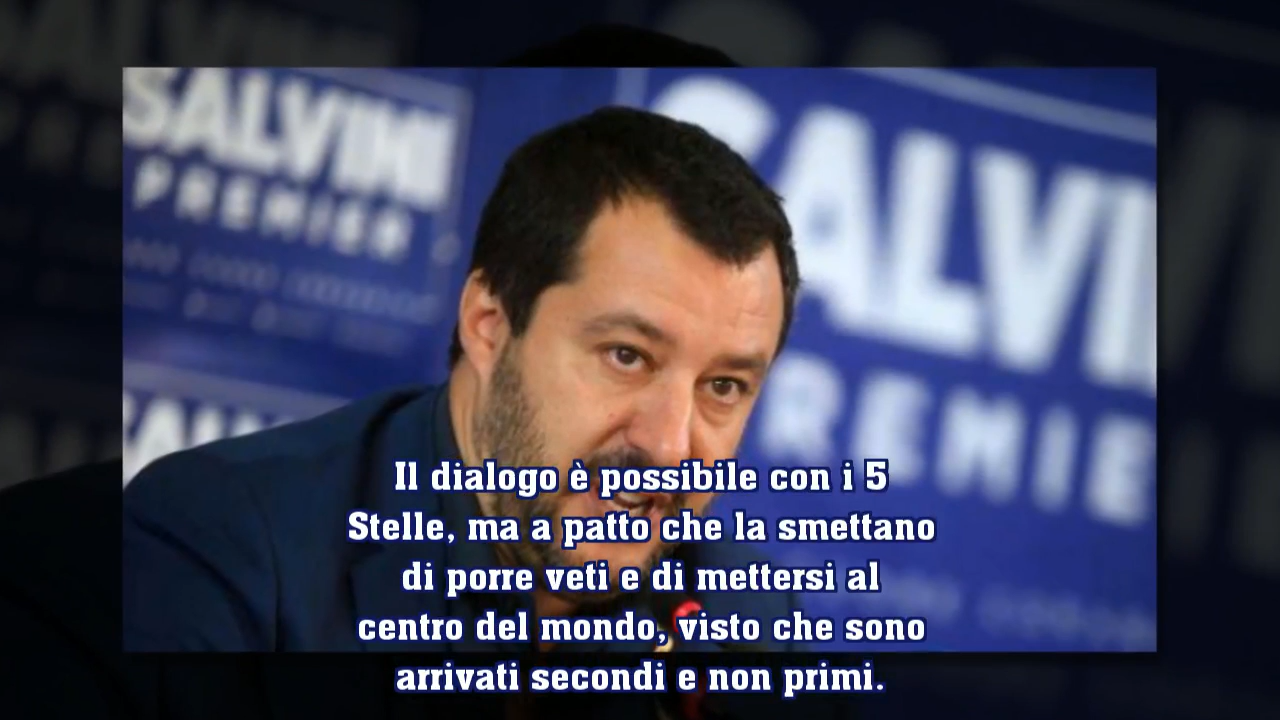 SALVINI
PREMIER
SALVI
PREMIE
SALV
Il dialogo è possibile con i 5
Stelle, ma a patto che la smettano
di porre veti e di mettersi al
centro del mondo, visto che sono
arrivati secondi e non primi.